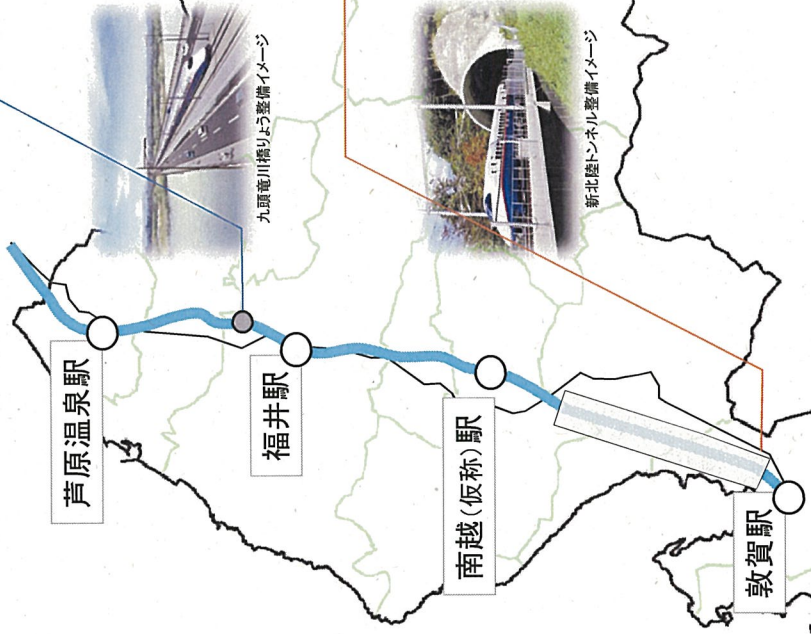 九頭竜川橋りょう整備イメージ
新北陸トンネル整備イメージ
芦原温泉駅
福井駅
南越(仮称)駅
敦賀駅